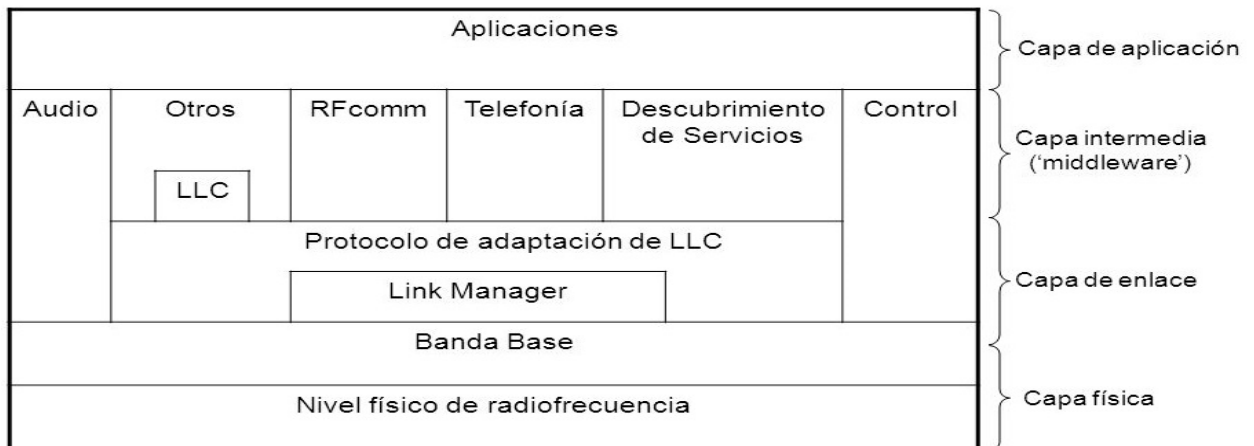 Aplicaciones
Capa de aplicación
Audio
Otros
RFcomm
Telefonía
Descubrimiento
de Servicios
Control
Capa intermedia
(‘middleware’)
LLC
Protocolo de adaptación de LLC
Link Manager
Capa de enlace
Banda Base
Nivel físico de radiofrecuencia
Capa física